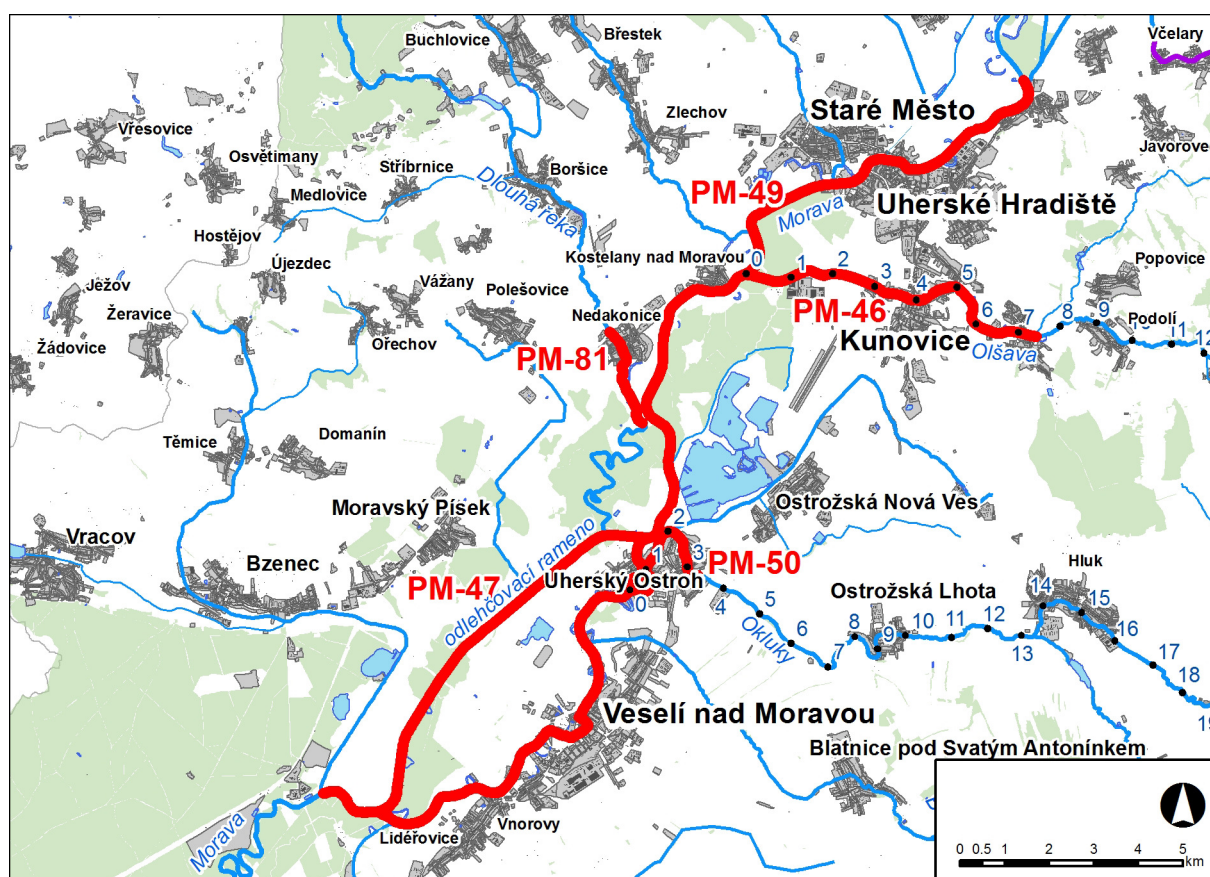 Buchlovice
Břestek
Včelary
Staré Město
Vřesovice
Zlechov
Osvětimany
Stříbrnice
Boršice
Javorovec
Medlovice
Dlouhá řeka
PM-49
Morava
Uherské Hradiště
Hostějov
Kostelany nad Moravou
0
1
2
3
4
5
6
7
8
9
11
12
Újezdec
Vážany
Popovice
Ježov
Polešovice
Žeravice
Nedakonice
PM-46
Podolí
Ořechov
Kunovice
Olšava
Žádovice
PM-81
Těmice
Domanín
Ostrožská Nová Ves
Moravský Písek
Vracov
Bzenec
odlehčovací rameno
PM-47
Uherský Ostroh
PM-50
0
1
2
3
4
5
6
7
8
9
10
11
12
13
14
15
16
17
18
19
Okluky
Ostrožská Lhota
Hluk
Veselí nad Moravou
Blatnice pod Svatým Antonínkem
Vnorovy
Lidéřovice
Morava
0 0.5 1 2 3 4 5
km